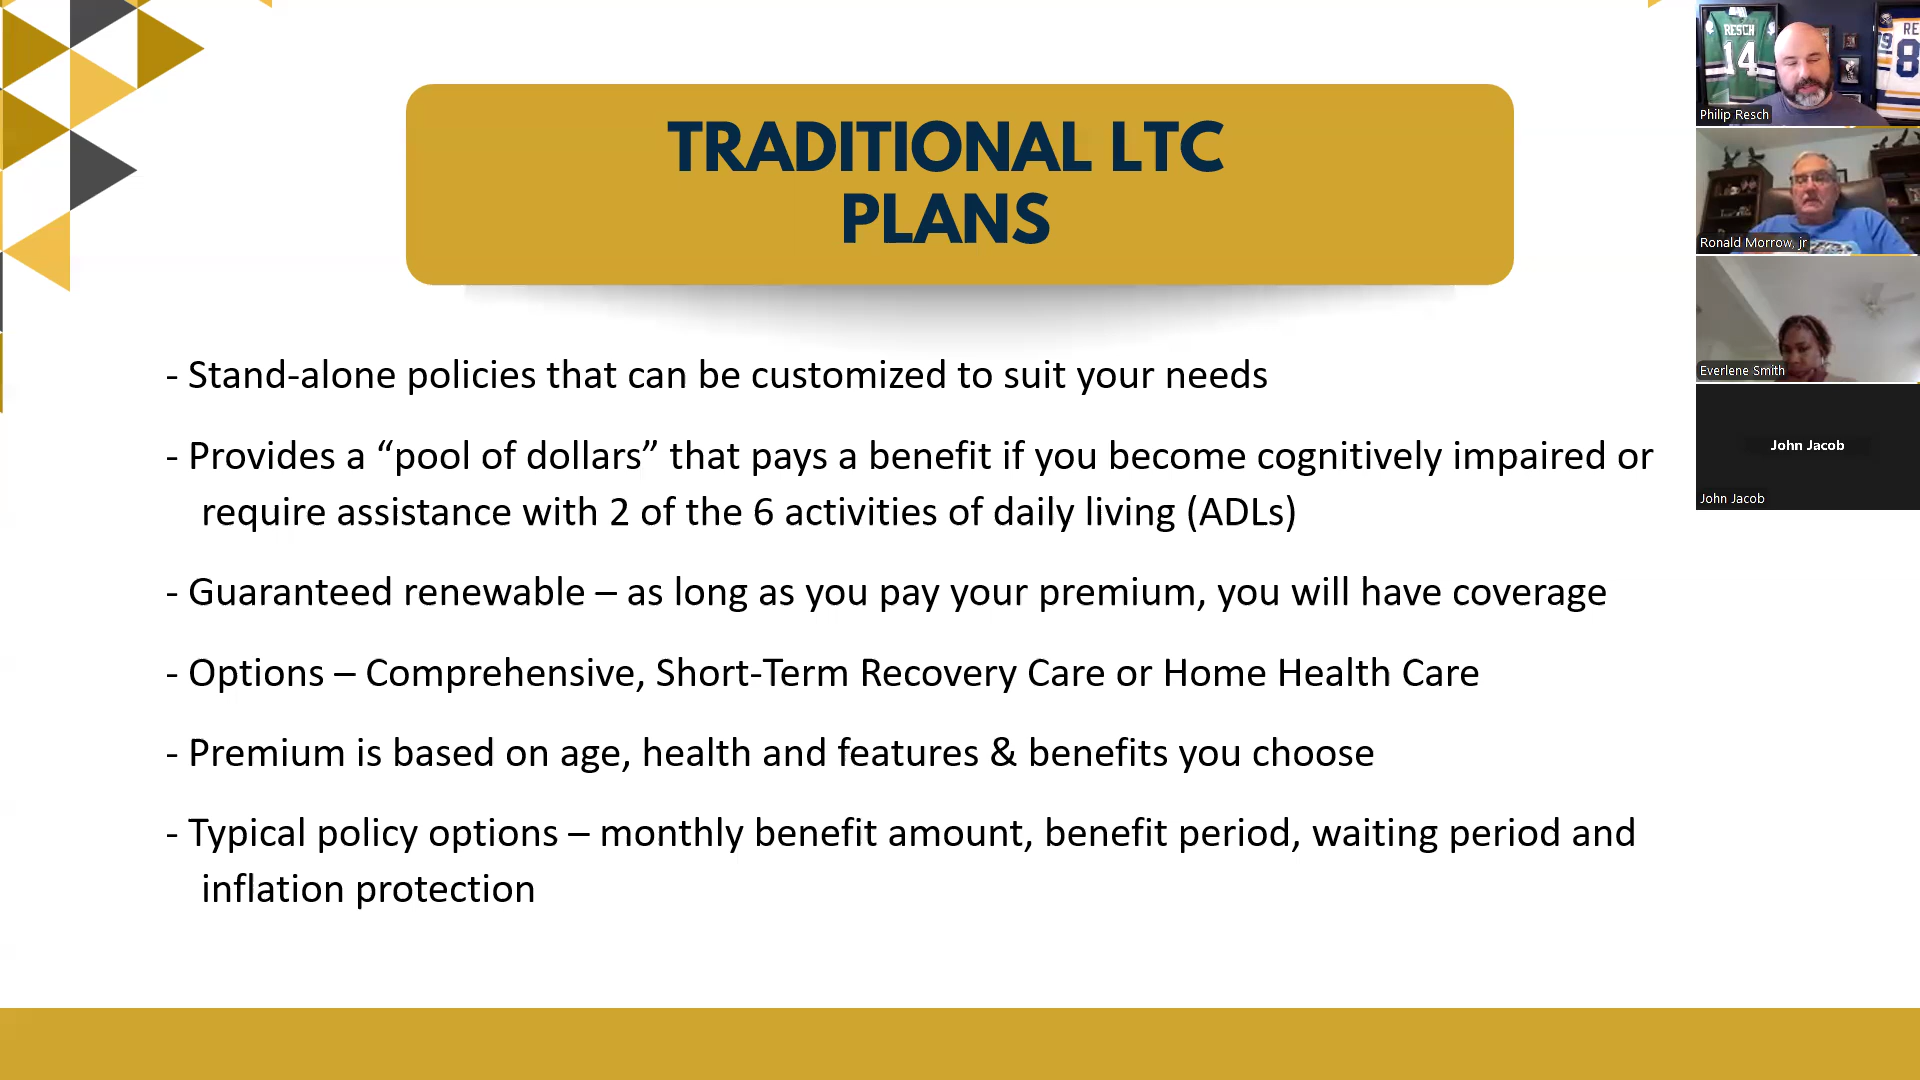 TRADITIONAL LTC
PLANS
- Stand-alone policies that can be customized to suit your needs
- Provides a “pool of dollars” that pays a benefit if you become cognitively impaired or
require assistance with 2 of the 6 activities of daily living (ADLs)
- Guaranteed renewable – as long as you pay your premium, you will have coverage
- Options – Comprehensive, Short-Term Recovery Care or Home Health Care
- Premium is based on age, health and features & benefits you choose
- Typical policy options – monthly benefit amount, benefit period, waiting period and
inflation protection
RESCH
14
RE
8
Philip Resch
Ronald Morrow, jr
Everlene Smith
John Jacob
John Jacob